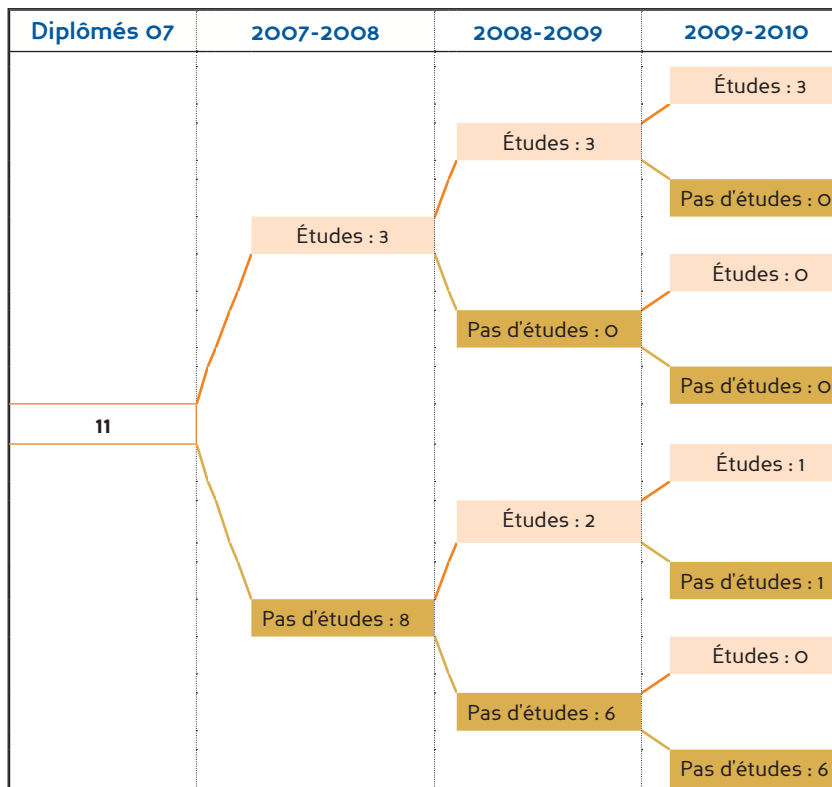 Diplômés 07 2007-2008 2008-2009 2009-2010
Études : 3
Études : 3
Pas d'études : 0
Études : 3
Études : 0
Pas d'études : 0
Pas d'études : 0
11
Études : 1
Études : 2
Pas d'études : 1
Pas d'études : 8
Études : 0
Pas d'études : 6
Pas d'études : 6